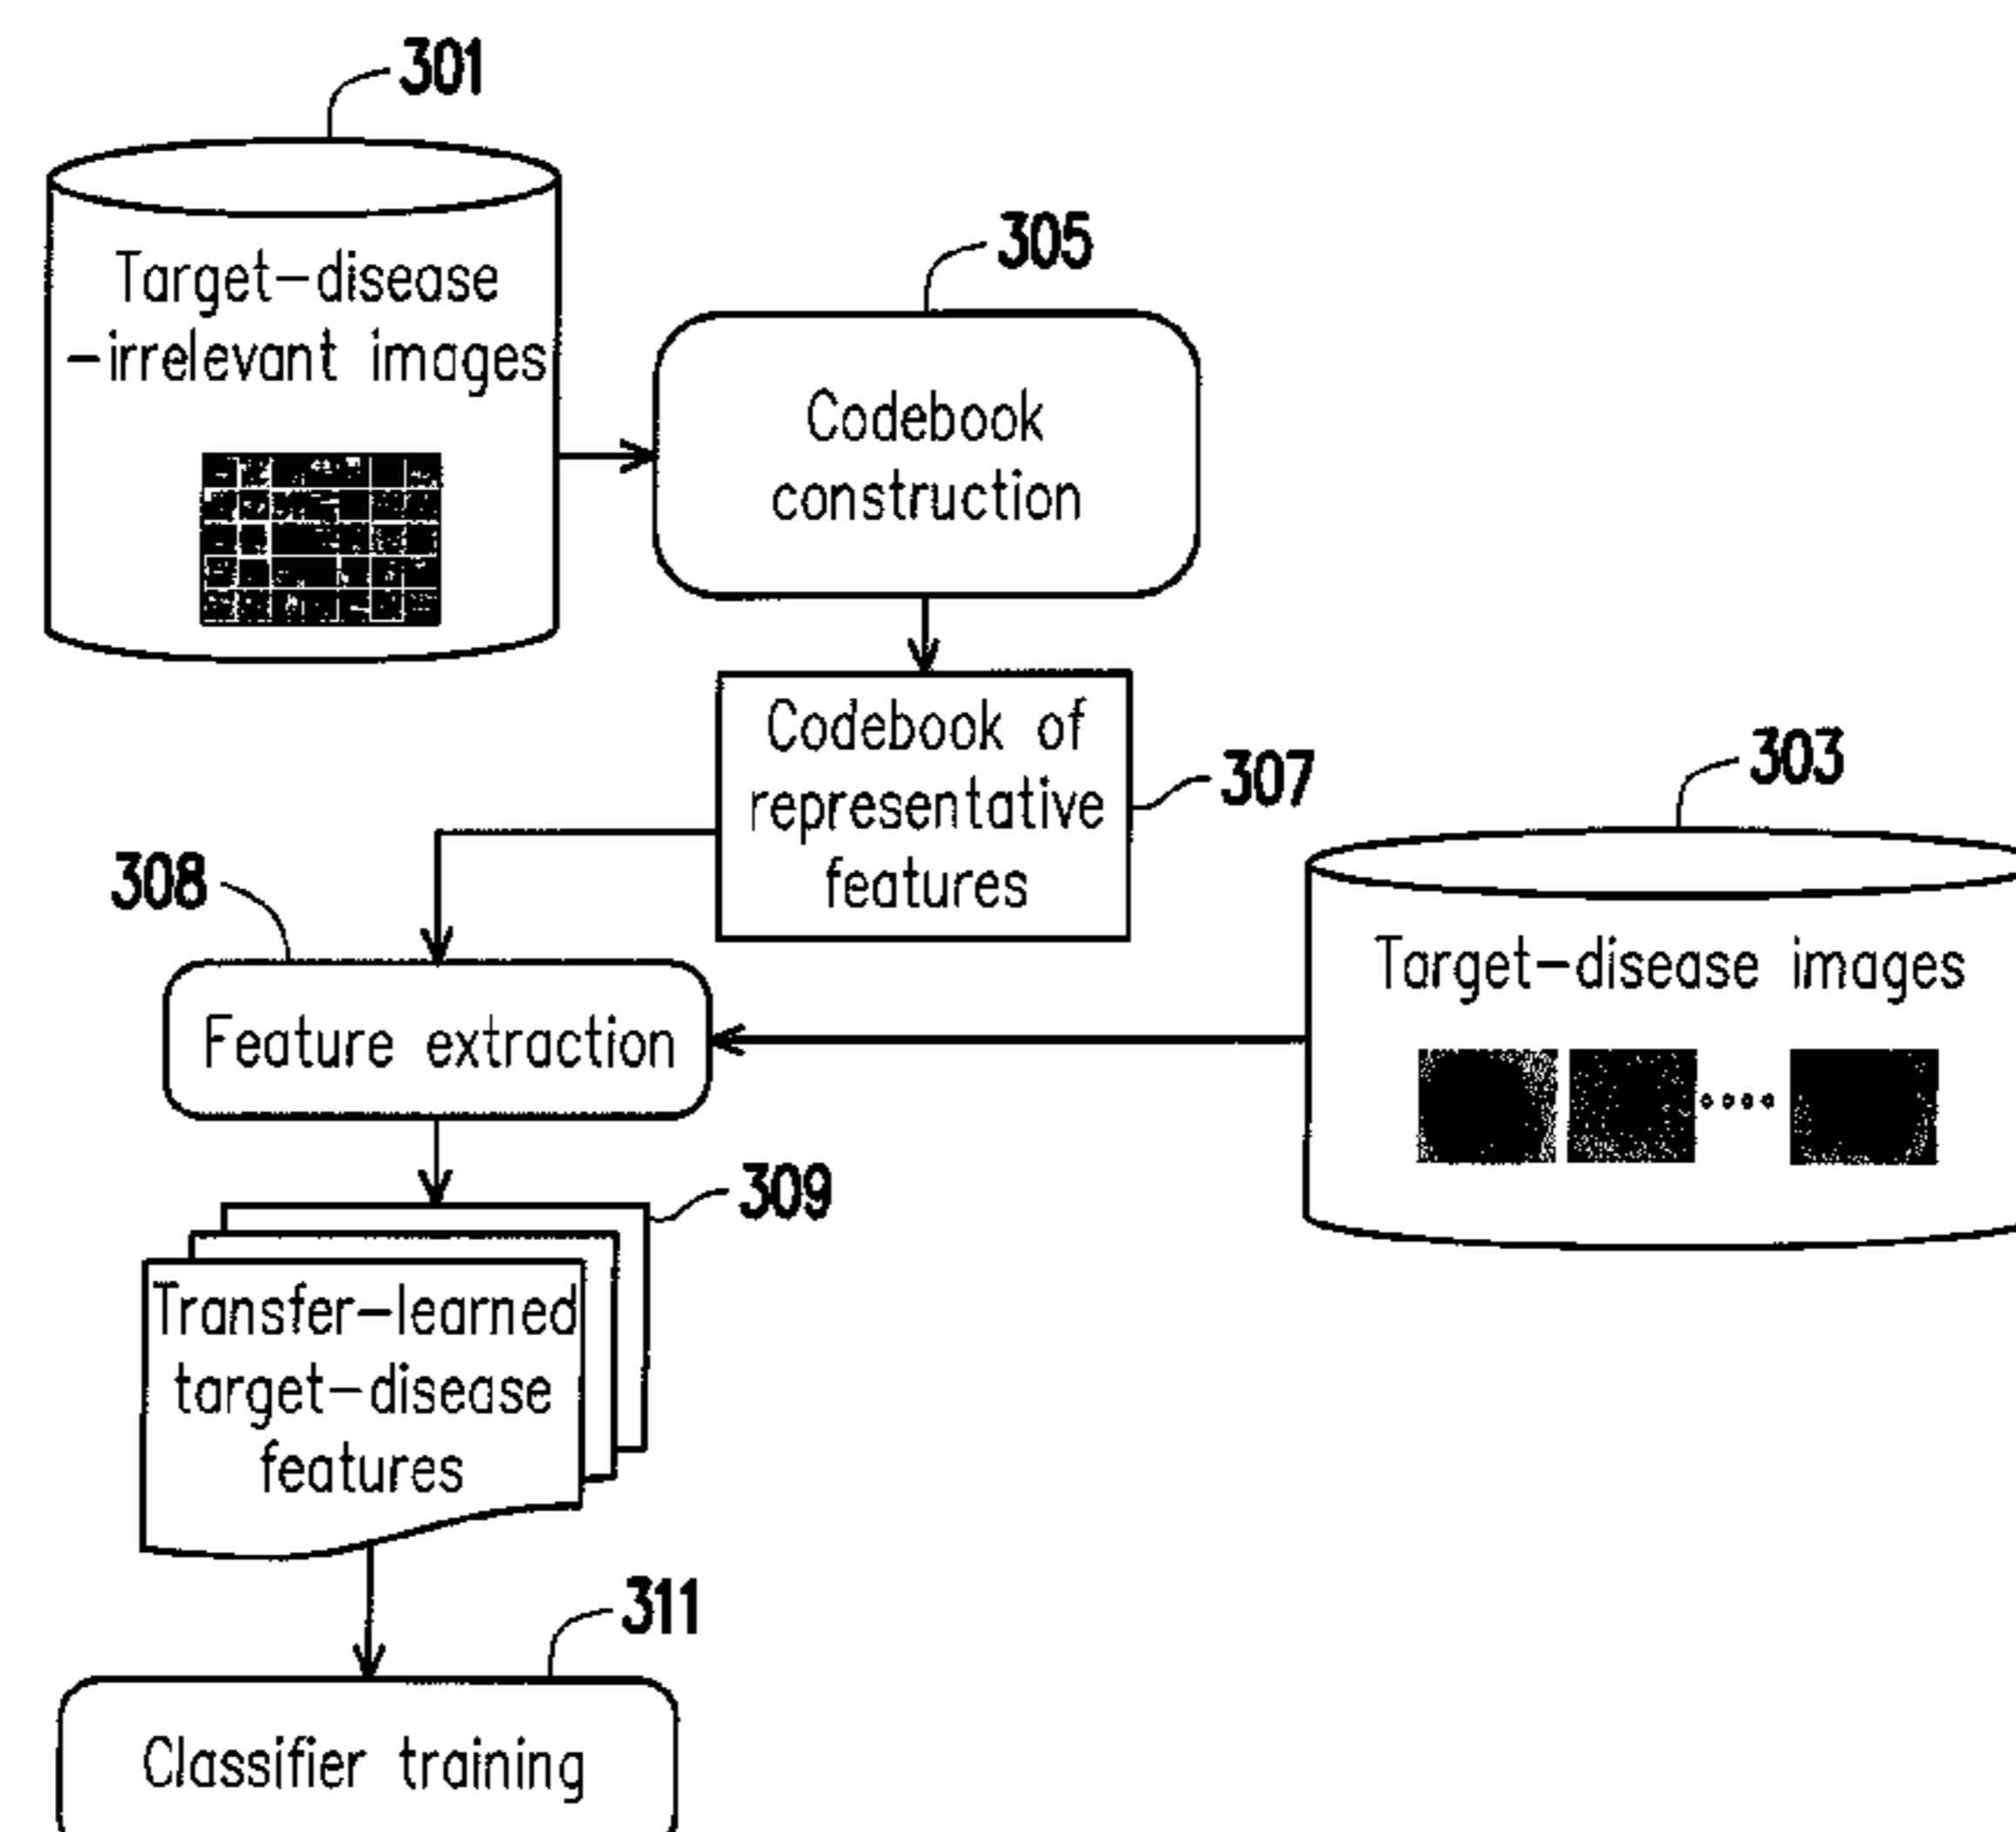 301
Target-disease
-irrelevant images
305
Codebook
construction
Codebook of
representative
features
307
303
Target-disease images
308
Feature extraction
309
Transfer-learned
target-disease
features
311
Classifier training